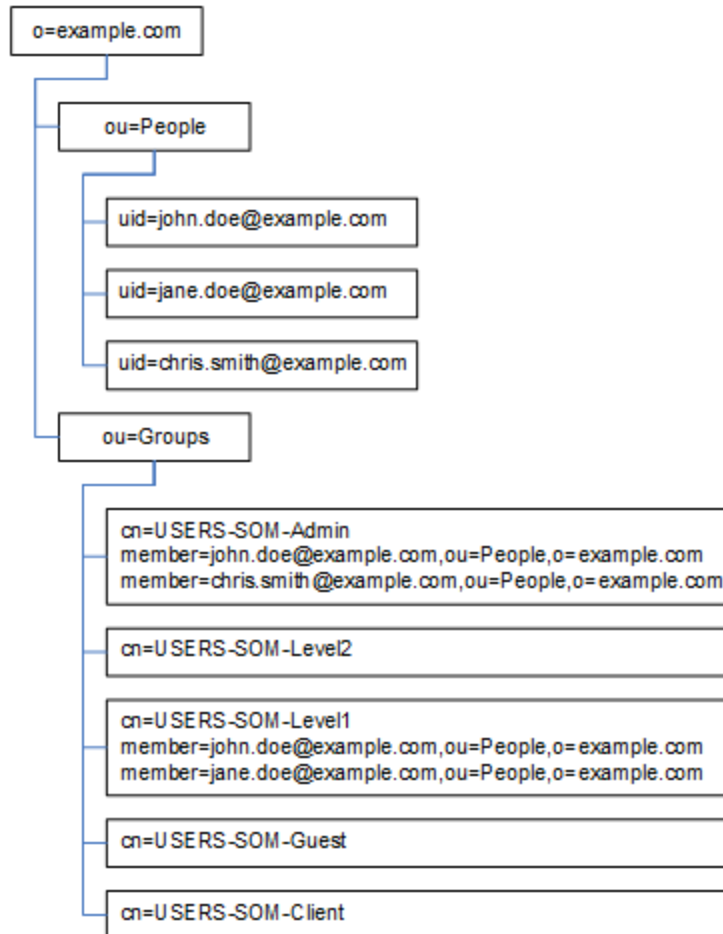 o=example.com
ou=People
uid=john.doe@example.com
uid=jane.doe@example.com
uid=chris.smith@example.com
ou=Groups
cn=USERS-SOM-Admin
member=john.doe@example.com,ou=People,o=example.com
member=chris.smith@example.com,ou=People,o=example.com
cn=USERS-SOM-Level2
cn=USERS-SOM-Level1
member=john.doe@example.com,ou=People,o=example.com
member=jane.doe@example.com,ou=People,o=example.com
cn=USERS-SOM-Guest
cn=USERS-SOM-Client